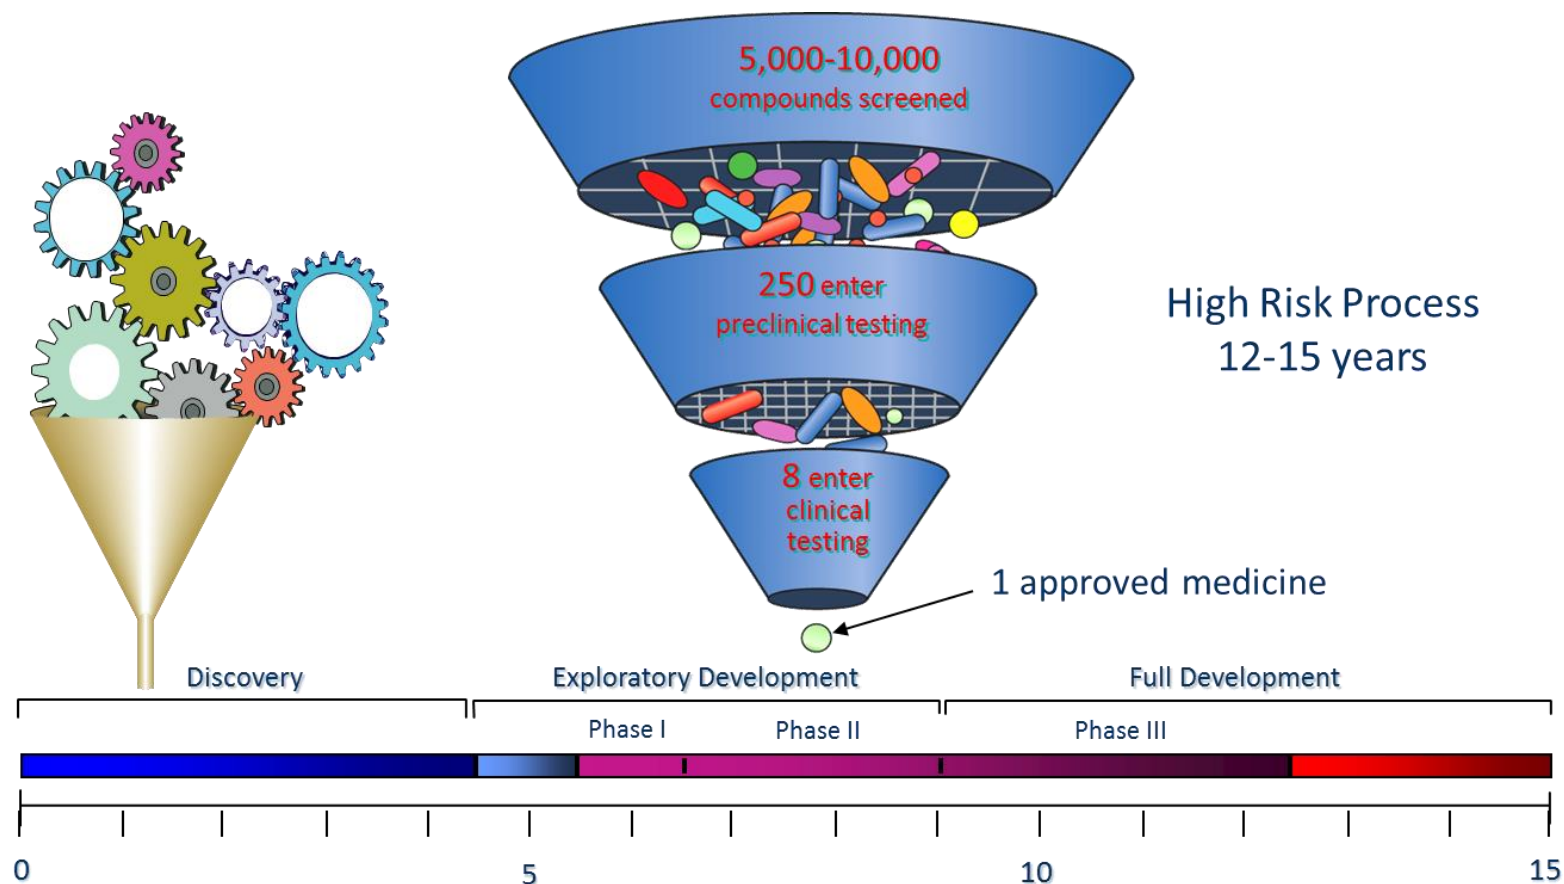 5,000-10,000
compounds screened
250 enter
preclinical testing
High Risk Process
12-15 years
8 enter
clinical
testing
1 approved medicine
Discovery
Exploratory Development
Full Development
Phase I
Phase II
Phase III
0
5
10
15